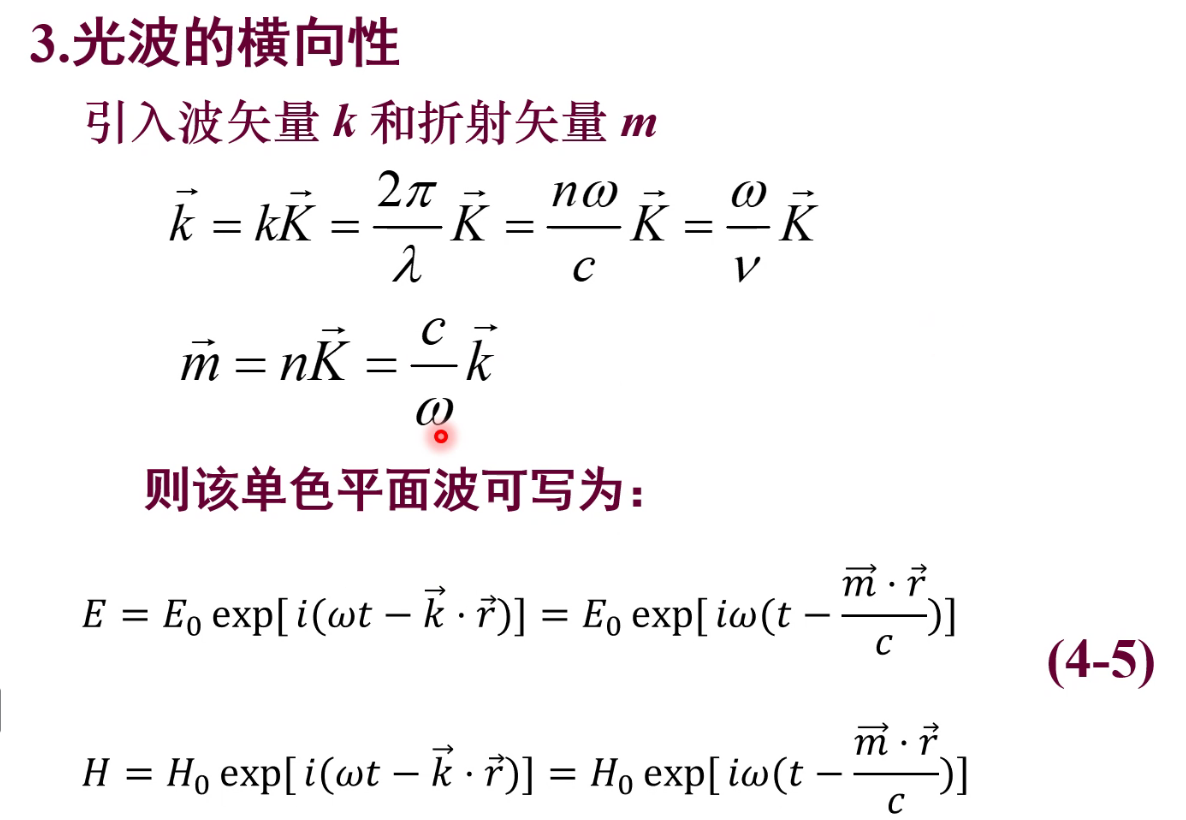 3.光波的横向性
引入波矢量 k 和折射矢量 m
$\vec{k} = k\vec{K} = \frac{2\pi}{\lambda}\vec{K} = \frac{n\omega}{c}\vec{K} = \frac{\omega}{\nu}\vec{K}$
$\vec{m} = n\vec{K} = \frac{c}{\omega}\vec{k}$
则该单色平面波可写为：
$E = E_0 \exp[i(\omega t - \vec{k} \cdot \vec{r})] = E_0 \exp[i\omega(t - \frac{\vec{m} \cdot \vec{r}}{c})]$
(4-5)
$H = H_0 \exp[i(\omega t - \vec{k} \cdot \vec{r})] = H_0 \exp[i\omega(t - \frac{\vec{m} \cdot \vec{r}}{c})]$